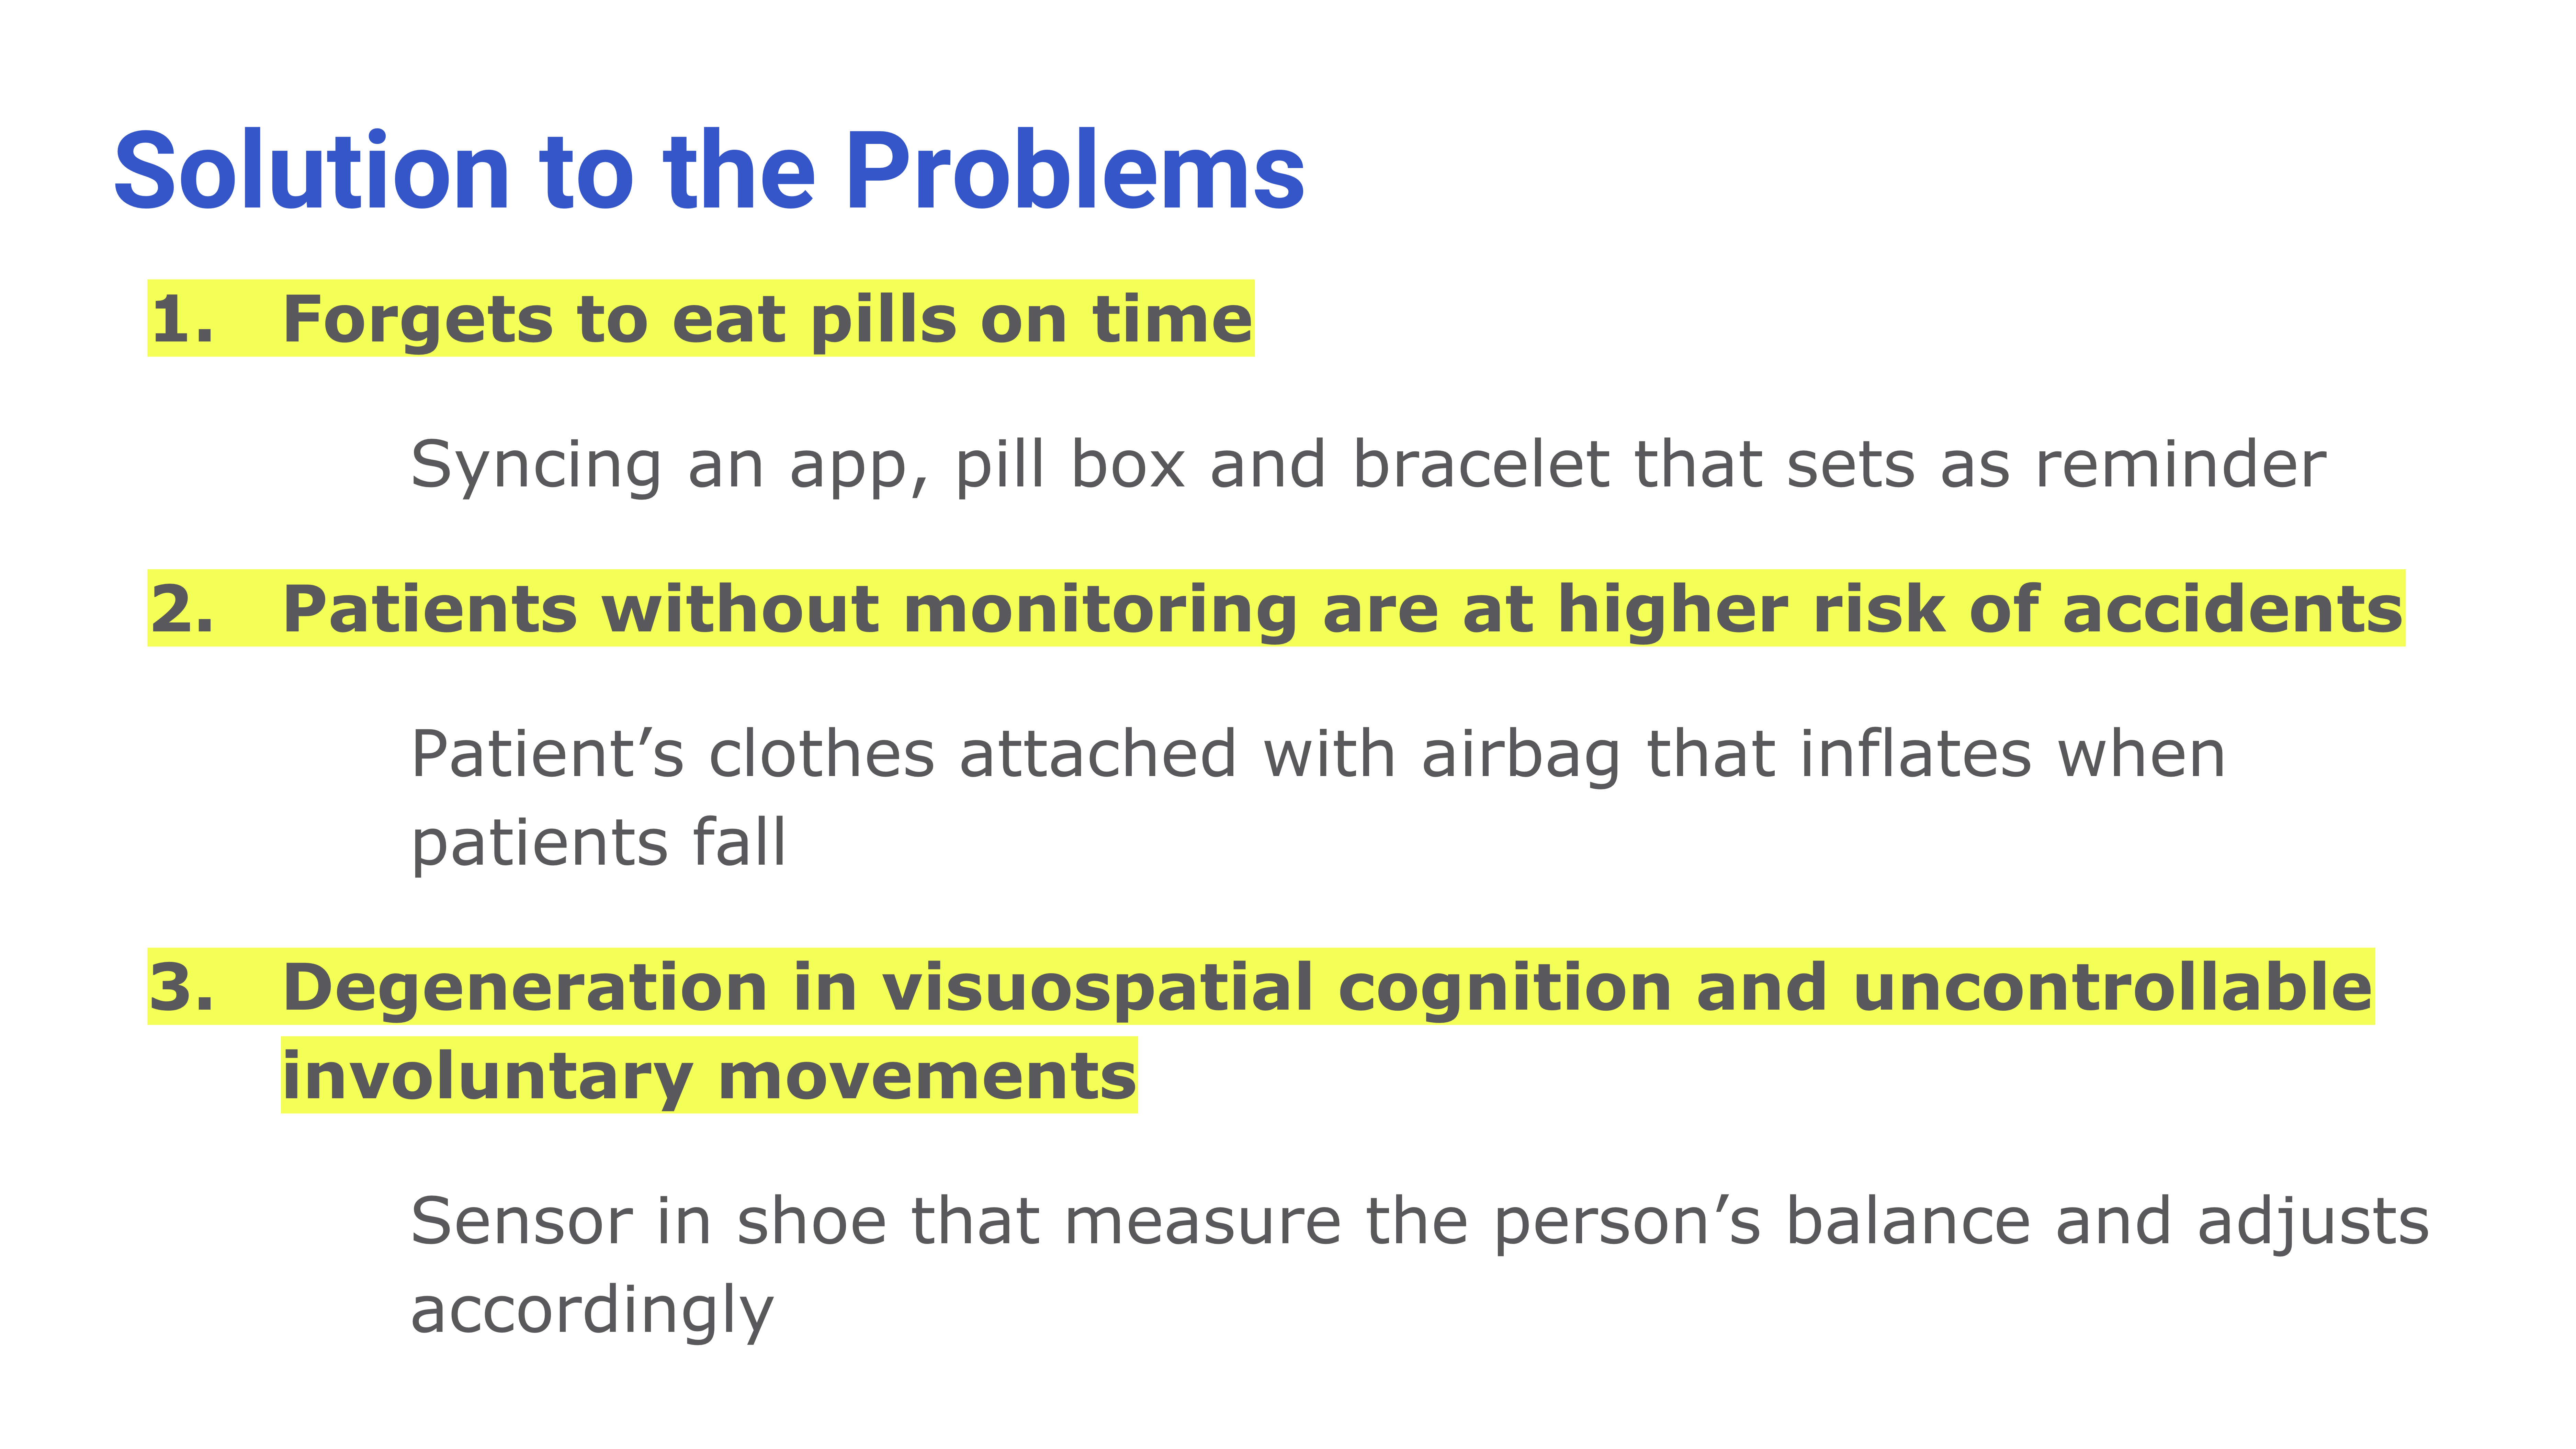 Solution to the Problems
1. Forgets to eat pills on time
Syncing an app, pill box and bracelet that sets as reminder
2. Patients without monitoring are at higher risk of accidents
Patient’s clothes attached with airbag that inflates when
patients fall
3. Degeneration in visuospatial cognition and uncontrollable
involuntary movements
Sensor in shoe that measure the person’s balance and adjusts
accordingly